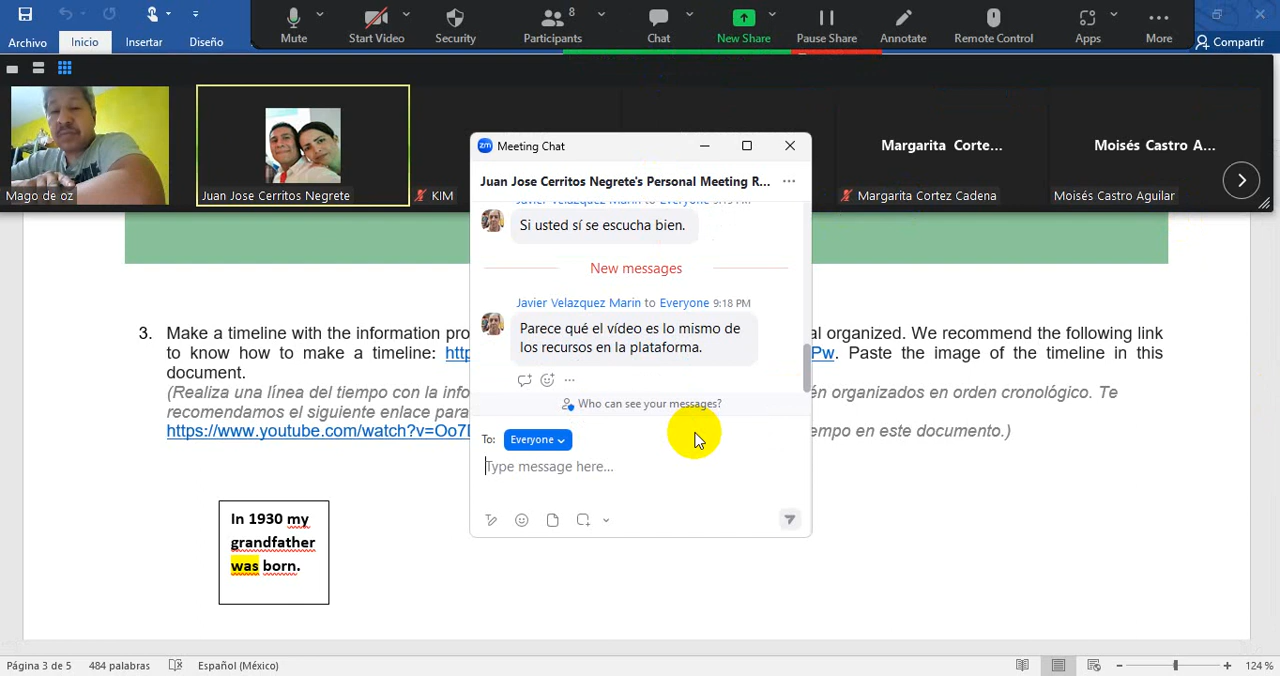 Archivo
Inicio
Insertar
Diseño
Mute
Start Video
Security
Participants
8
Chat
New Share
Pause Share
Annotate
Remote Control
Apps
More
Compartir
Mago de oz
Juan Jose Cerritos Negrete
KIM
Margarita Corte...
Margarita Cortez Cadena
Moisés Castro A...
Moisés Castro Aguilar
zm Meeting Chat
Juan Jose Cerritos Negrete's Personal Meeting R...
Javier Velazquez Marin to Everyone
Si usted sí se escucha bien.
New messages
Javier Velazquez Marin to Everyone 9:18 PM
Parece qué el vídeo es lo mismo de
los recursos en la plataforma.
Who can see your messages?
To: Everyone
Type message here...
3. Make a timeline with the information pro
al organized. We recommend the following link
to know how to make a timeline: http
Pw. Paste the image of the timeline in this
document.
(Realiza una línea del tiempo con la info
én organizados en orden cronológico. Te
recomendamos el siguiente enlace para
https://www.youtube.com/watch?v=Oo7
empo en este documento.)
In 1930 my
grandfather
was born.
Página 3 de 5
484 palabras
Español (México)
124 %